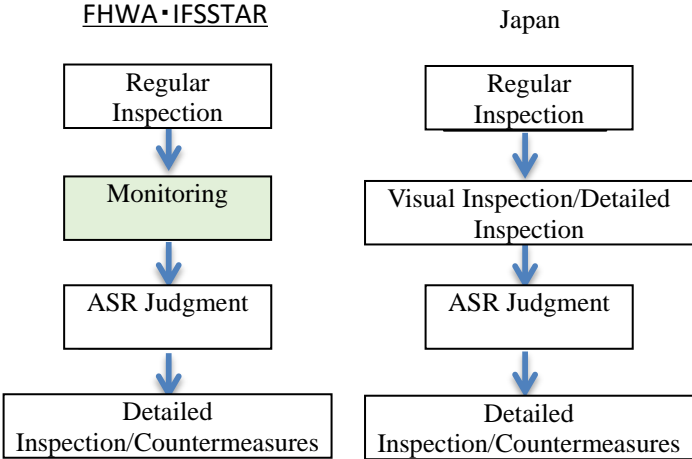 FHWA・IFSSTAR
Regular
Inspection
Monitoring
ASR Judgment
Detailed
Inspection/Countermeasures
Japan
Regular
Inspection
Visual Inspection/Detailed
Inspection
ASR Judgment
Detailed
Inspection/Countermeasures